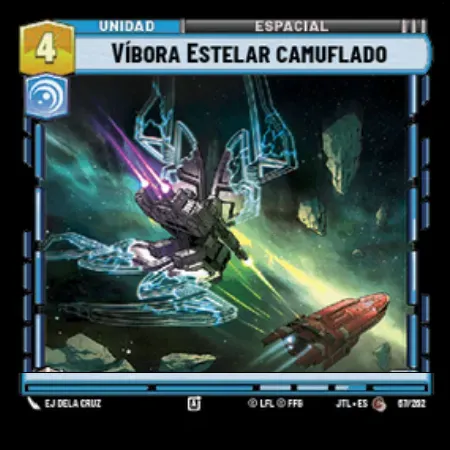 UNIDAD ESPACIAL
4
VÍBORA ESTELAR CAMUFLADO
EJ DELA CRUZ Ⓒ LFL Ⓟ FFG JTL • ES 67/262